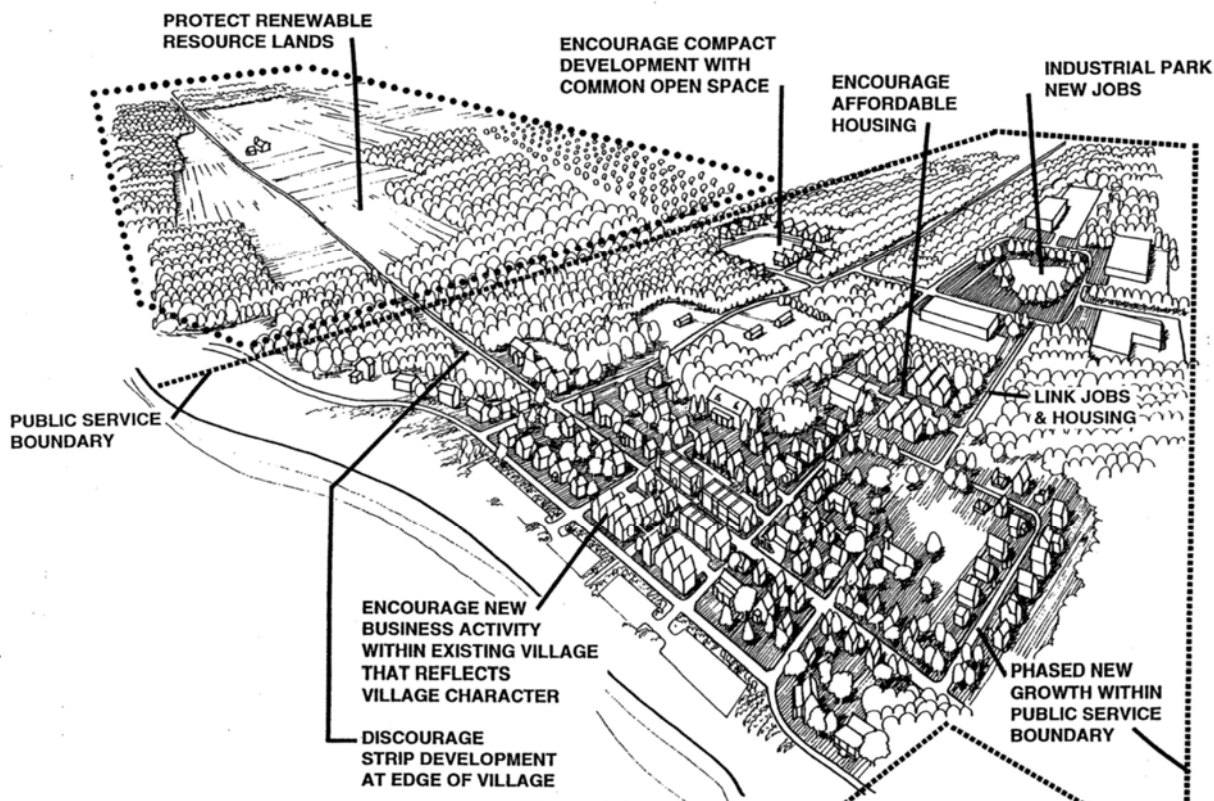 PROTECT RENEWABLE
RESOURCE LANDS
ENCOURAGE COMPACT
DEVELOPMENT WITH
COMMON OPEN SPACE
ENCOURAGE
AFFORDABLE
HOUSING
INDUSTRIAL PARK
NEW JOBS
PUBLIC SERVICE
BOUNDARY
LINK JOBS
& HOUSING
ENCOURAGE NEW
BUSINESS ACTIVITY
WITHIN EXISTING VILLAGE
THAT REFLECTS
VILLAGE CHARACTER
DISCOURAGE
STRIP DEVELOPMENT
AT EDGE OF VILLAGE
PHASED NEW
GROWTH WITHIN
PUBLIC SERVICE
BOUNDARY